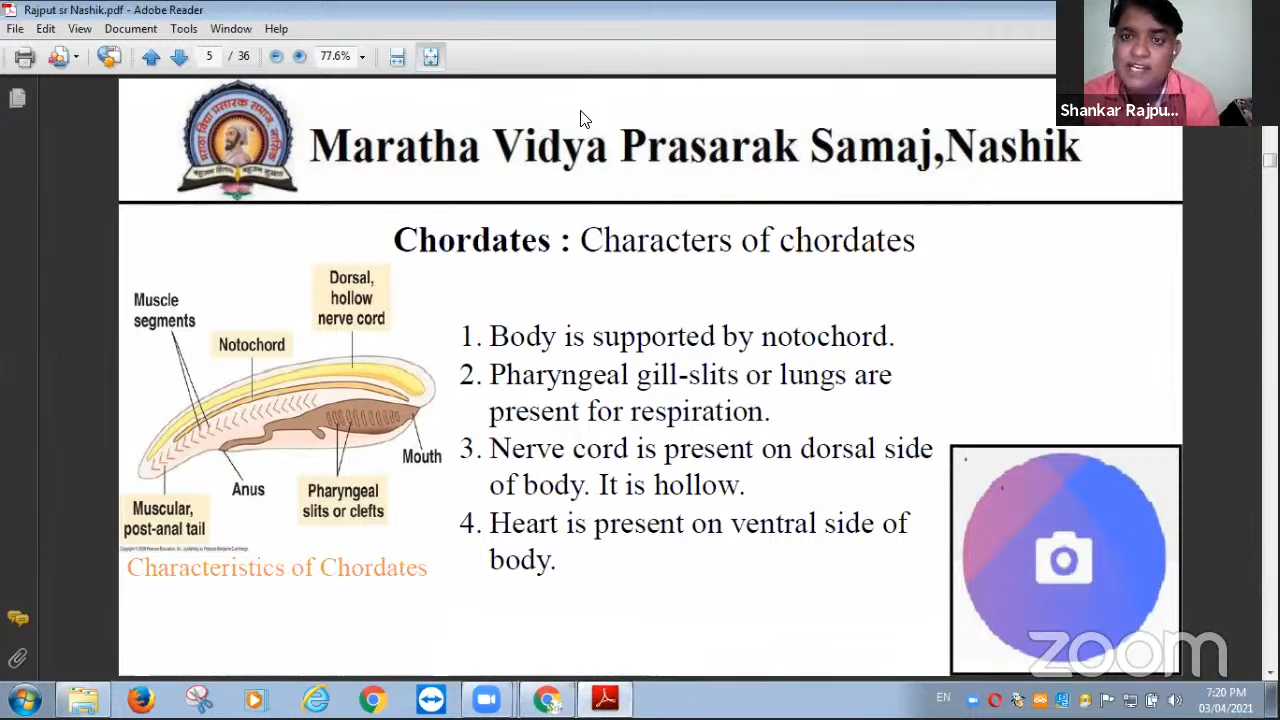 Rajput sr Nashik.pdf - Adobe Reader
File Edit View Document Tools Window Help
5 / 36 77.6%
Shankar Rajpu...
Maratha Vidya Prasarak Samaj,Nashik
Chordates : Characters of chordates
Dorsal,
hollow
nerve cord
Muscle
segments
Notochord
Mouth
Anus
Pharyngeal
slits or clefts
Muscular,
post-anal tail
Characteristics of Chordates
1. Body is supported by notochord.
2. Pharyngeal gill-slits or lungs are
present for respiration.
3. Nerve cord is present on dorsal side
of body. It is hollow.
4. Heart is present on ventral side of
body.
zoom
EN
7:20 PM
03/04/2021